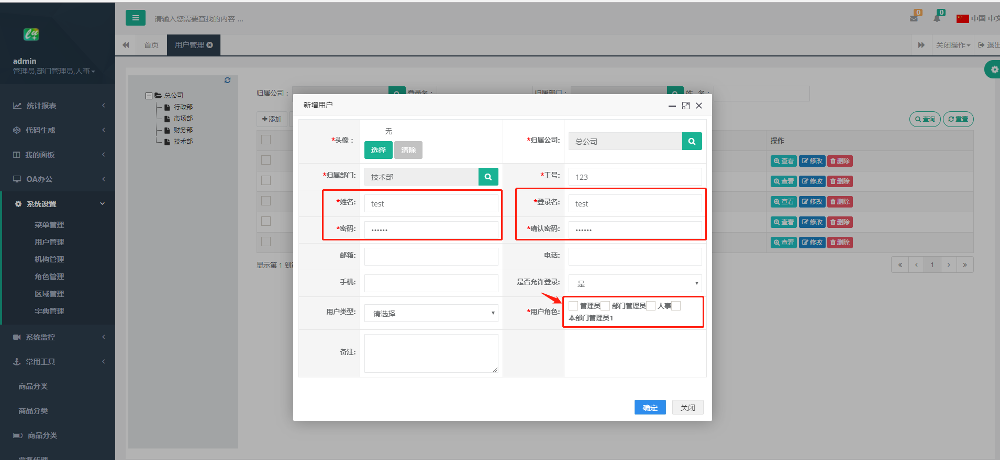 请输入您需要查找的内容 ...
0
0
中国 中文
首页
用户管理
关闭操作
退出
admin
管理员,部门管理员,人事
统计报表
代码生成
我的面板
OA办公
系统设置
菜单管理
用户管理
机构管理
角色管理
区域管理
字典管理
系统监控
常用工具
商品分类
商品分类
商品分类
总公司
行政部
市场部
财务部
技术部
归属公司：
登录名：
归属部门：
姓 名：
添加
查询
重置
操作
查看 修改 删除
查看 修改 删除
查看 修改 删除
查看 修改 删除
查看 修改 删除
显示第 1 到第
« ‹ 1 › »
新增用户
*头像：
无
选择 清除
*归属公司: 总公司
*归属部门: 技术部
*工号: 123
*姓名: test
*登录名: test
*密码: ••••••
*确认密码: ••••••
邮箱:
电话:
手机:
是否允许登录: 是
用户类型: 请选择
*用户角色: 管理员 部门管理员 人事
本部门管理员1
备注:
确定 关闭